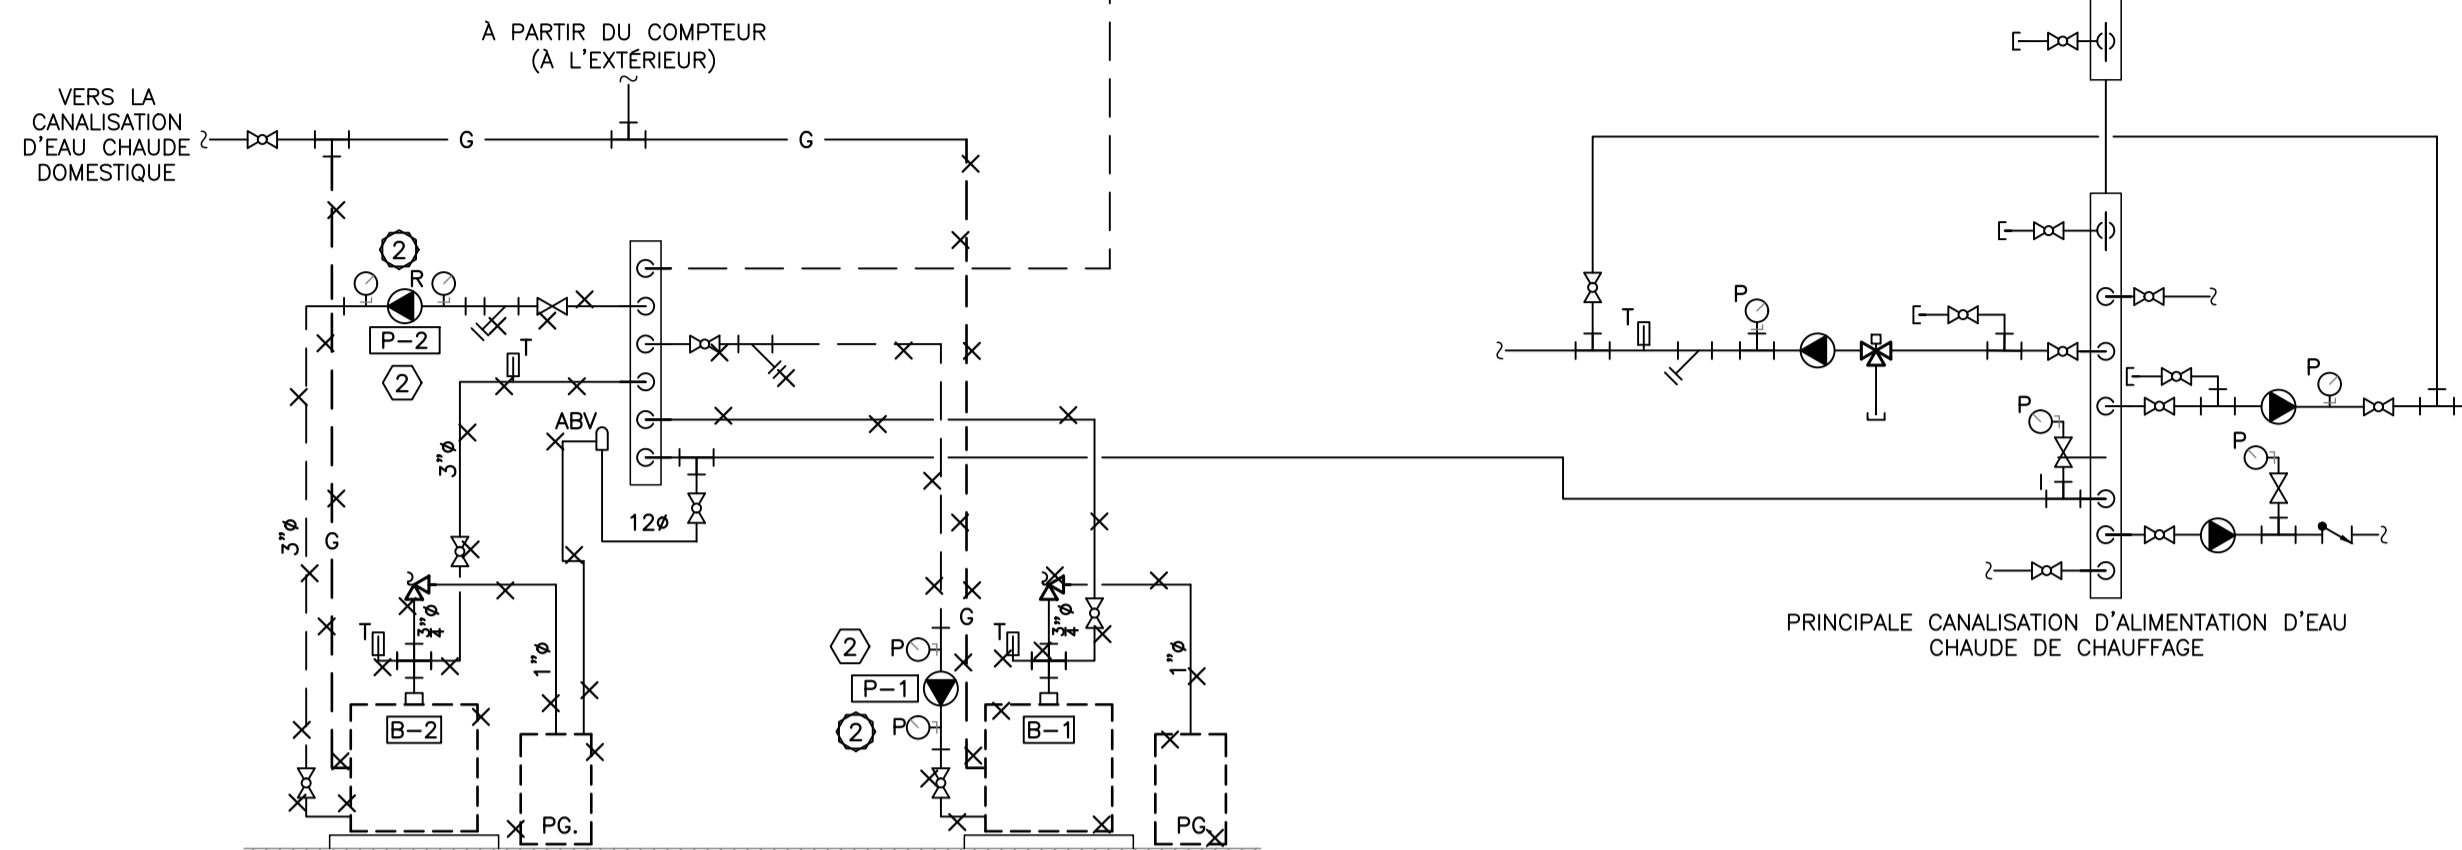 À PARTIR DU COMPTEUR
(À L'EXTÉRIEUR)
VERS LA
CANALISATION
D'EAU CHAUDE
DOMESTIQUE
G
G
2
R
P-2
2
T
ABV
3"ø
3"ø
G
12ø
T
3/4"ø
1"ø
B-2
PG.
2
P
P-1
2
P
G
T
3/4"ø
1"ø
B-1
PG.
T
P
P
P
P
PRINCIPALE CANALISATION D'ALIMENTATION D'EAU
CHAUDE DE CHAUFFAGE